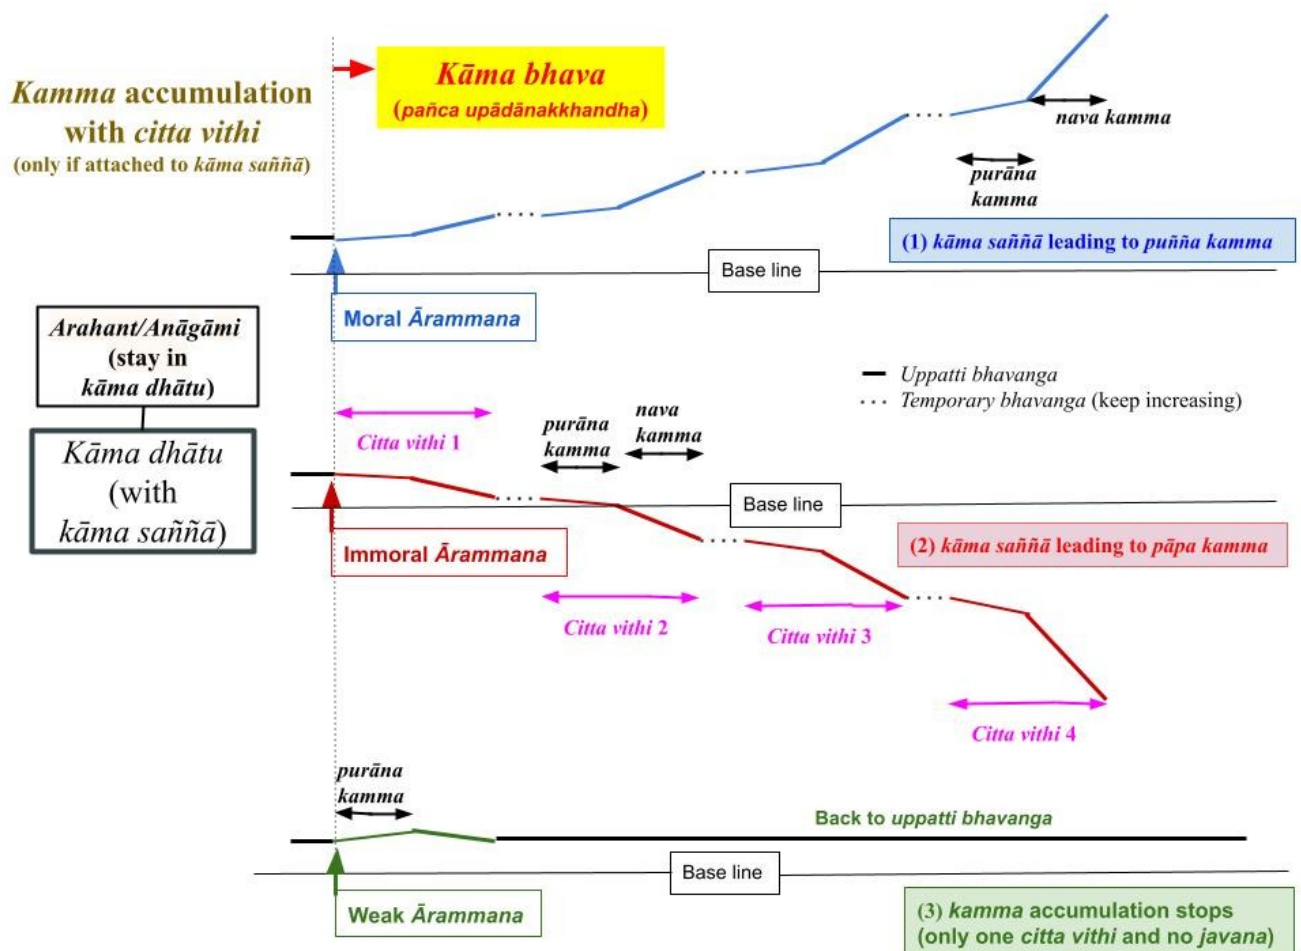 Kamma accumulation
with citta vithi
(only if attached to kāma saññā)
Kāma bhava
(pañca upādānakkhandha)
nava kamma
purāna
kamma
(1) kāma saññā leading to puñña kamma
Base line
Moral Ārammana
Arahant/Anāgāmi
(stay in
kāma dhātu)
Kāma dhātu
(with
kāma saññā)
Uppatti bhavanga
Temporary bhavanga (keep increasing)
Citta vithi 1
purāna
kamma
nava
kamma
Base line
Immoral Ārammana
(2) kāma saññā leading to pāpa kamma
Citta vithi 2
Citta vithi 3
Citta vithi 4
purāna
kamma
Back to uppatti bhavanga
Base line
Weak Ārammana
(3) kamma accumulation stops
(only one citta vithi and no javana)